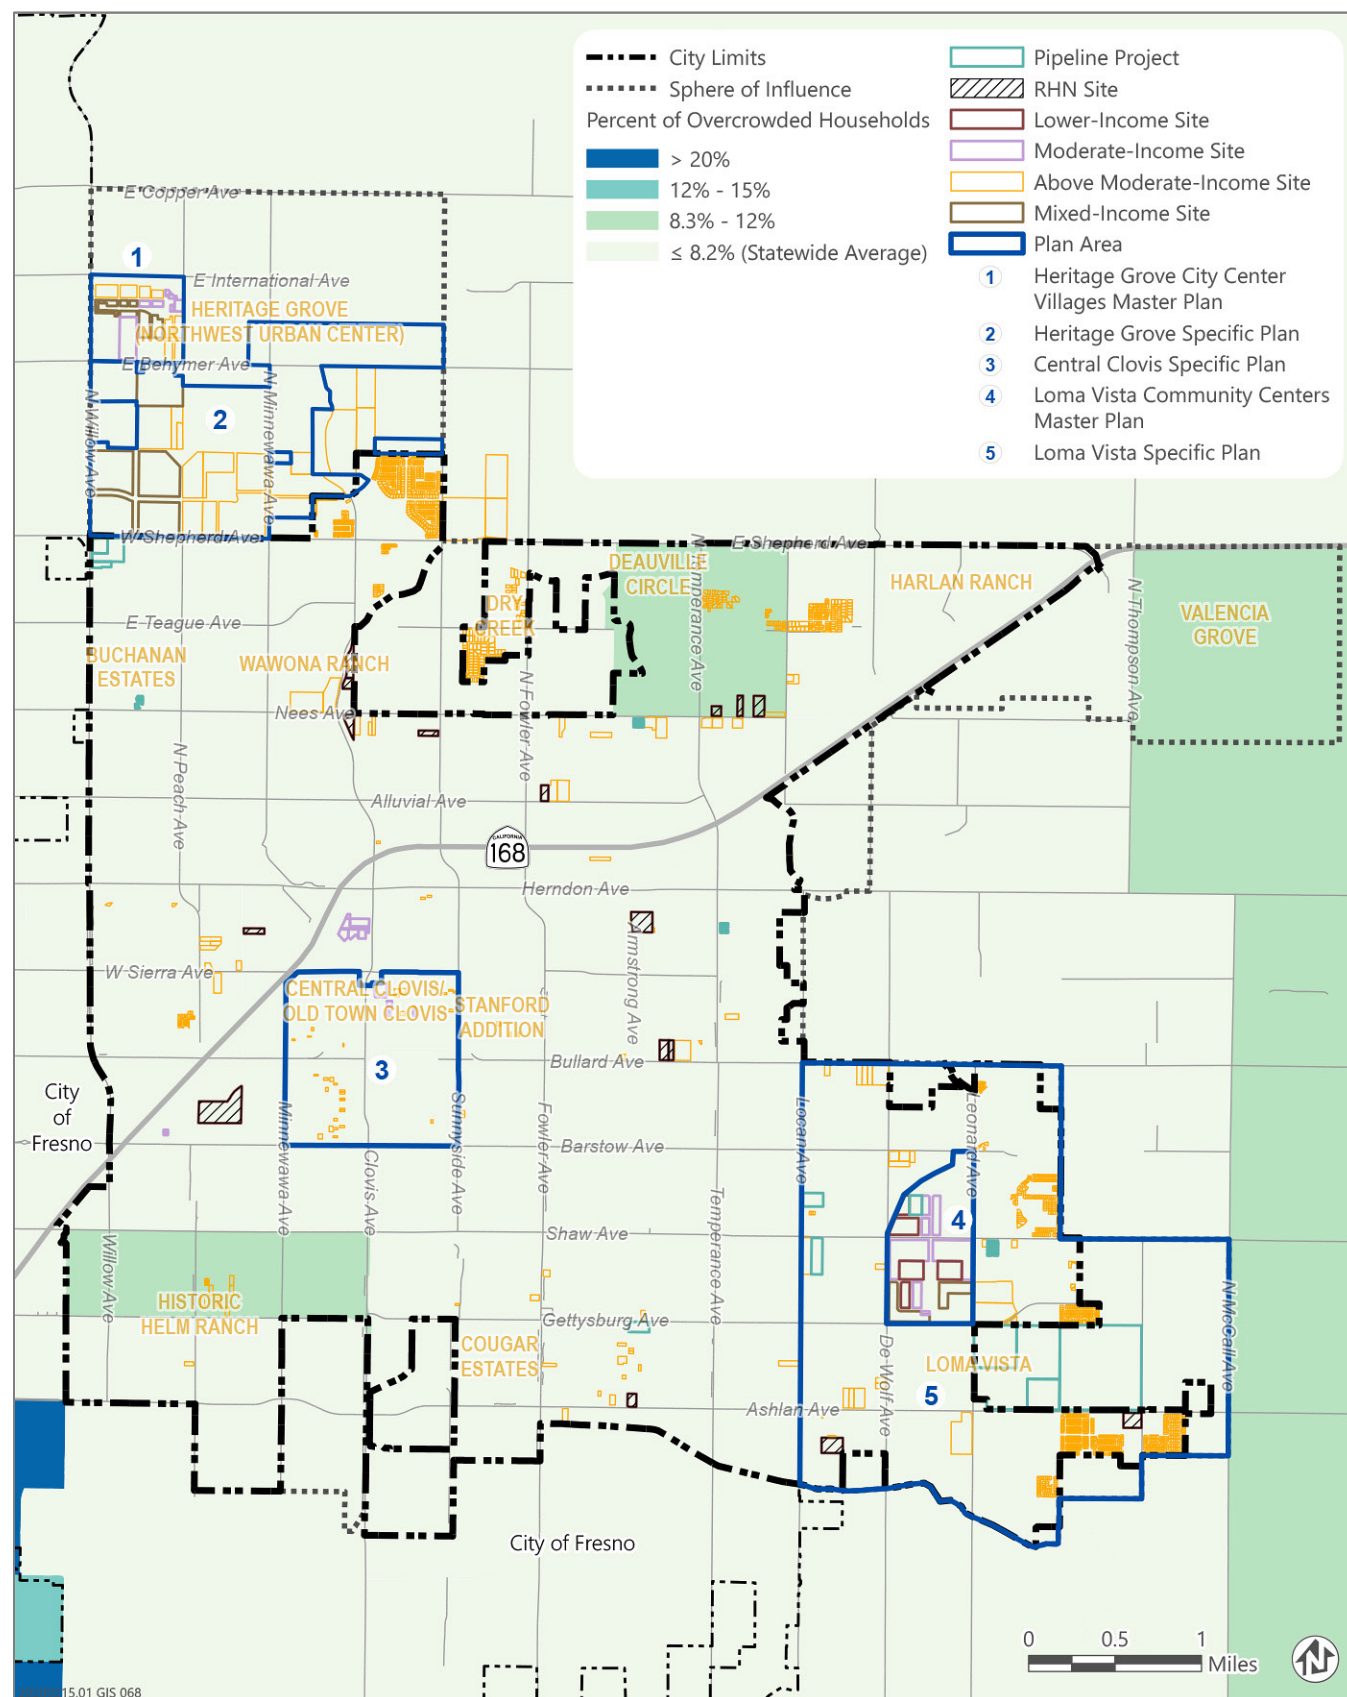 City Limits
Sphere of Influence
Percent of Overcrowded Households
> 20%
12% - 15%
8.3% - 12%
≤ 8.2% (Statewide Average)
Pipeline Project
RHN Site
Lower-Income Site
Moderate-Income Site
Above Moderate-Income Site
Mixed-Income Site
Plan Area
1 Heritage Grove City Center
Villages Master Plan
2 Heritage Grove Specific Plan
3 Central Clovis Specific Plan
4 Loma Vista Community Centers
Master Plan
5 Loma Vista Specific Plan
E Copper Ave
1
E International Ave
HERITAGE GROVE
(NORTHWEST URBAN CENTER)
E Behymer Ave
N Willow Ave
2
N Minnewawa Ave
W Shepherd Ave
E Shepherd Ave
DEAUVILLE
CIRCLE
N Temperance Ave
HARLAN RANCH
N Thompson Ave
VALENCIA
GROVE
E Teague Ave
DRY
CREEK
BUCHANAN
ESTATES
WAWONA RANCH
Nees Ave
N Fowler Ave
N Peach Ave
Alluvial Ave
CALIFORNIA
168
Herndon Ave
Armstrong Ave
W Sierra Ave
CENTRAL CLOVIS/
OLD TOWN CLOVIS
STANFORD
ADDITION
3
Bullard Ave
City
of
Fresno
Minnewawa Ave
Clovis Ave
Sunnyside Ave
Fowler Ave
Barstow Ave
Locan Ave
Leonard Ave
Temperance Ave
4
Shaw Ave
Willow Ave
HISTORIC
HELM RANCH
Gettysburg Ave
COUGAR
ESTATES
De Wolf Ave
LOMA VISTA
5
N McCall Ave
Ashlan Ave
City of Fresno
0 0.5 1
Miles
15.01 GIS 068